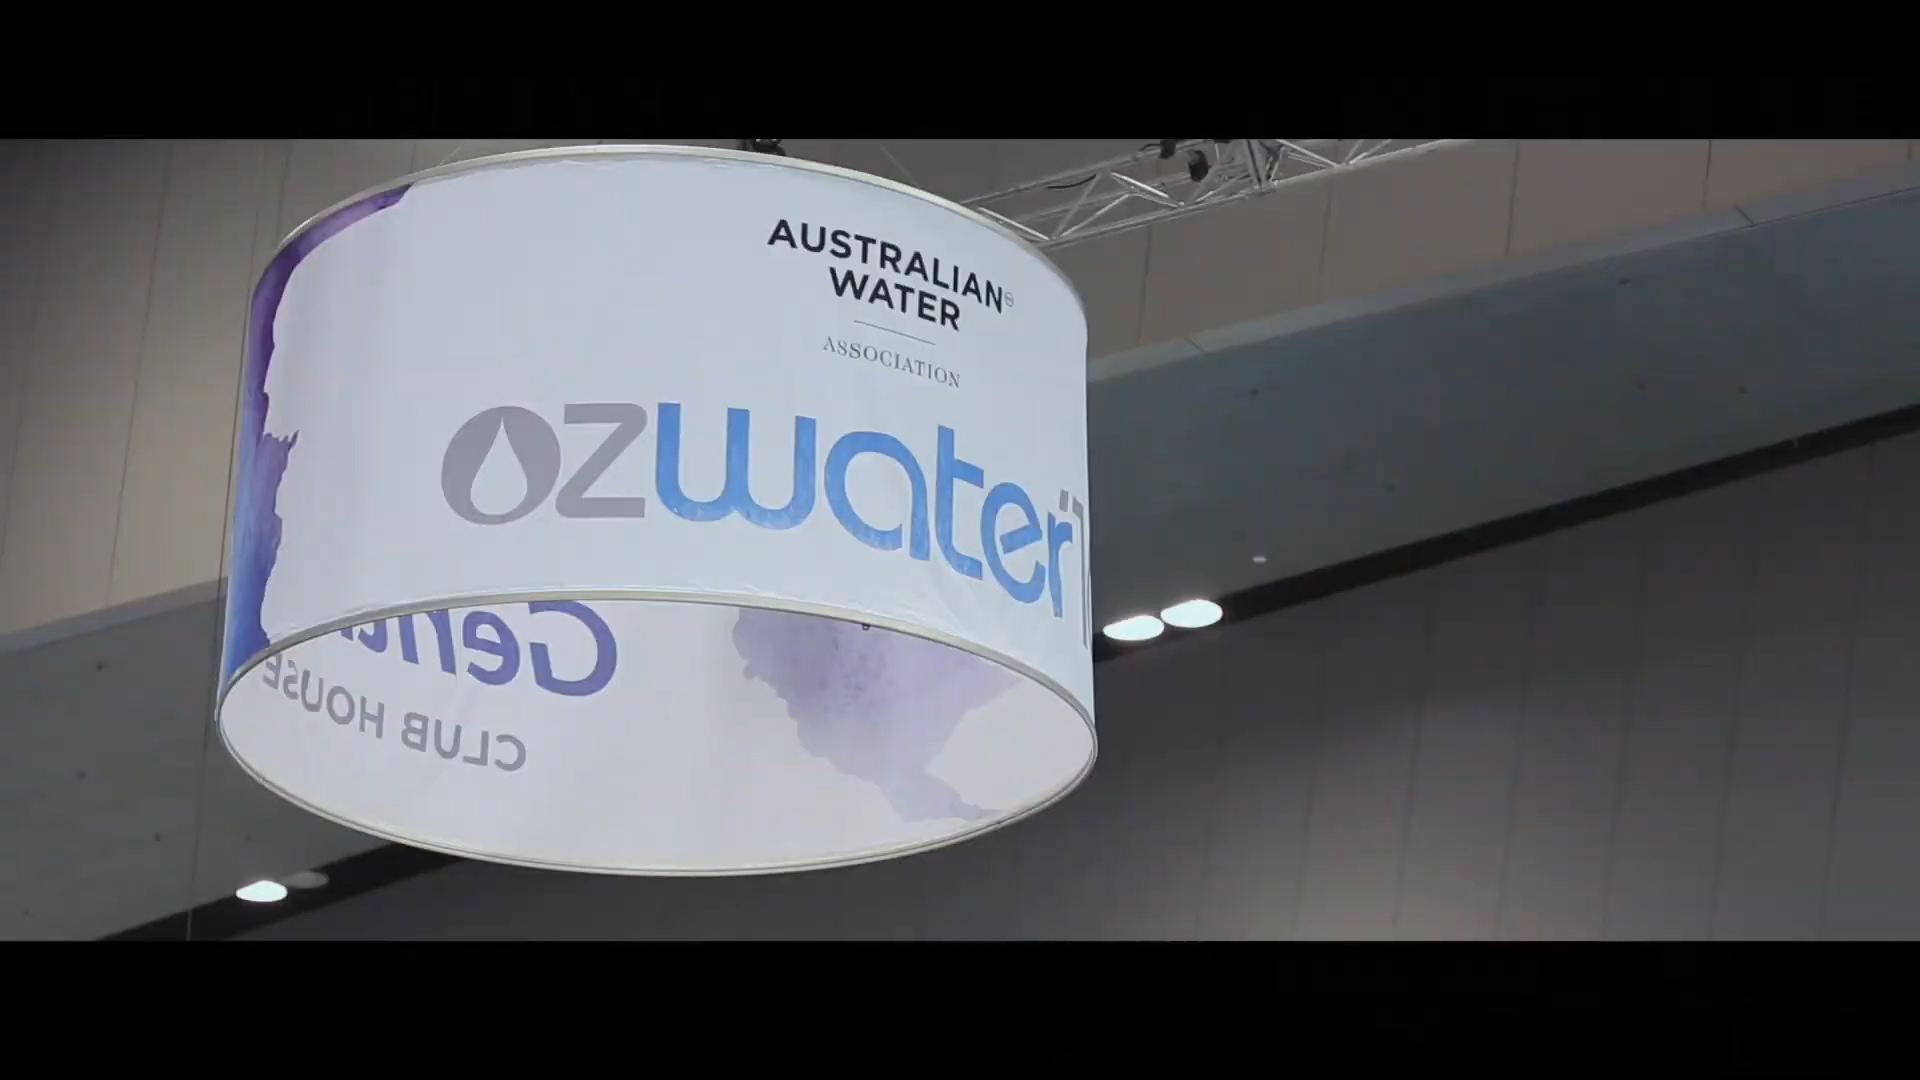 AUSTRALIAN
WATER
ASSOCIATION
ozwater
CLUB HOUSE